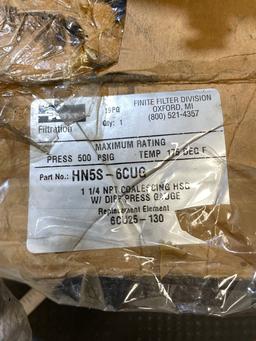 19PG
Qty: 1
FINITE FILTER DIVISION
OXFORD, MI
(800) 521-4357
Filtration
MAXIMUM RATING
PRESS 500 PSIG TEMP 175 DEG F
Part No.: HN5S-6CUG
1 1/4 NPT COALESCING HSG
W/ DIFF PRESS GAUGE
Replacement Element
6CU25-130